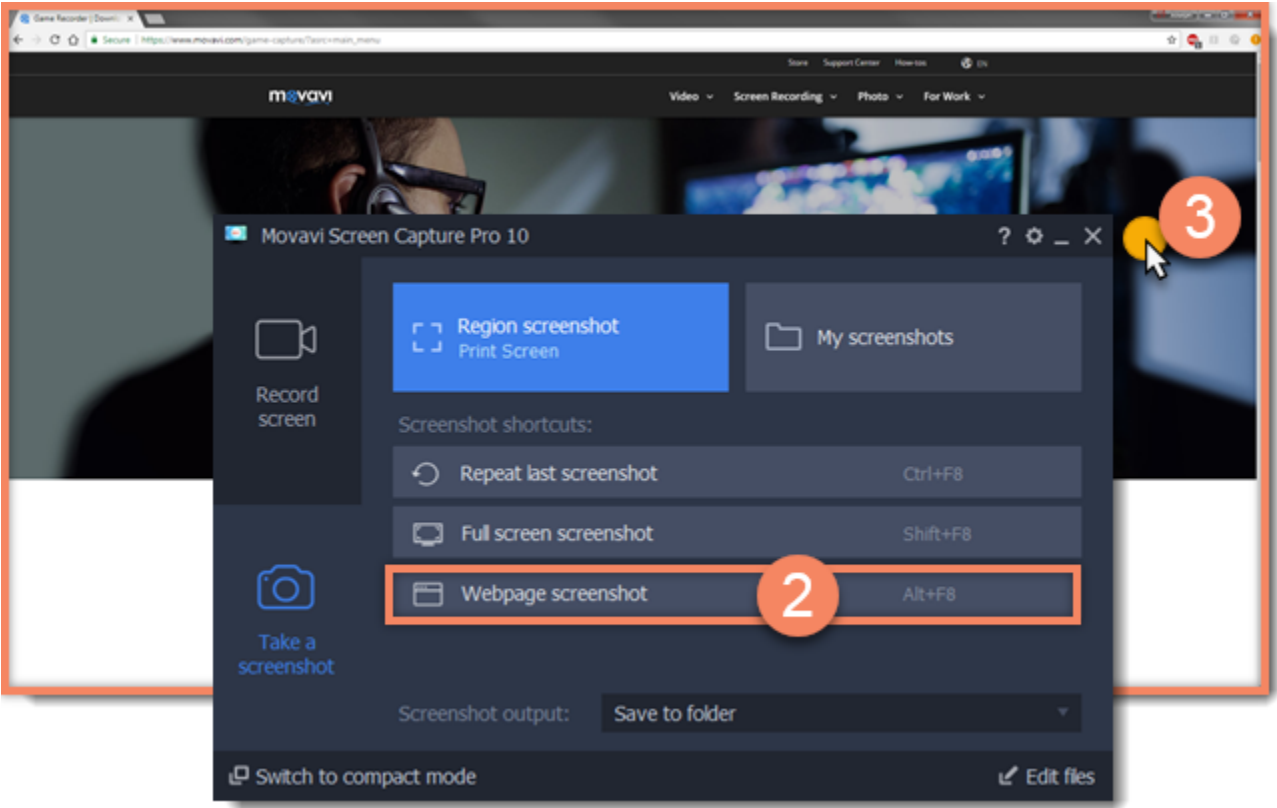 Game Recorder | Downl
Secure | https://www.movavi.com/game-capture/?asrc=main_menu
Store Support Center How-tos EN
movavi Video Screen Recording Photo For Work
3
Movavi Screen Capture Pro 10 ?
Region screenshot
Print Screen
My screenshots
Record
screen
Screenshot shortcuts:
Repeat last screenshot Ctrl+F8
Full screen screenshot Shift+F8
Webpage screenshot 2 Alt+F8
Take a
screenshot
Screenshot output: Save to folder
Switch to compact mode Edit files